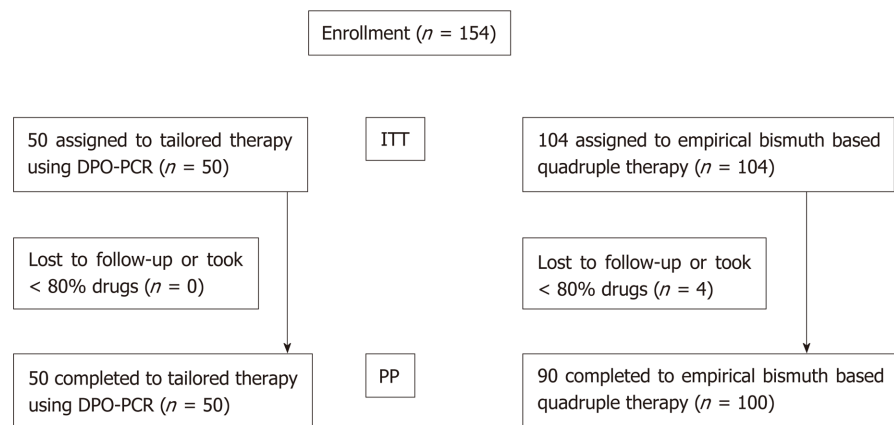 Enrollment (n = 154)
50 assigned to tailored therapy
using DPO-PCR (n = 50)
ITT
104 assigned to empirical bismuth based
quadruple therapy (n = 104)
Lost to follow-up or took
< 80% drugs (n = 0)
Lost to follow-up or took
< 80% drugs (n = 4)
50 completed to tailored therapy
using DPO-PCR (n = 50)
PP
90 completed to empirical bismuth based
quadruple therapy (n = 100)